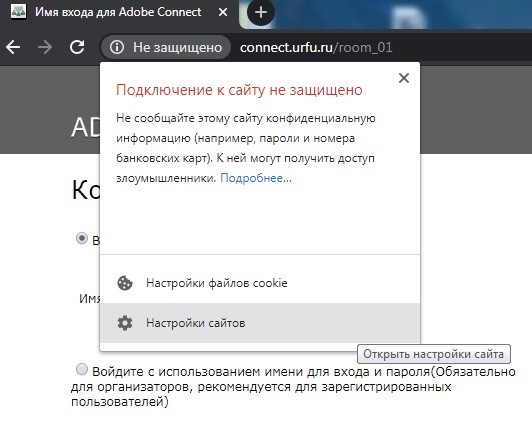 Имя входа для Adobe Connect
Не защищено
connect.urfu.ru/room_01
Подключение к сайту не защищено
Не сообщайте этому сайту конфиденциальную
информацию (например, пароли и номера
банковских карт). К ней могут получить доступ
злоумышленники. Подробнее...
AD
Ко
В
Настройки файлов cookie
Имя
Настройки сайтов
Открыть настройки сайта
Войдите с использованием имени для входа и пароля(Обязательно
для организаторов, рекомендуется для зарегистрированных
пользователей)